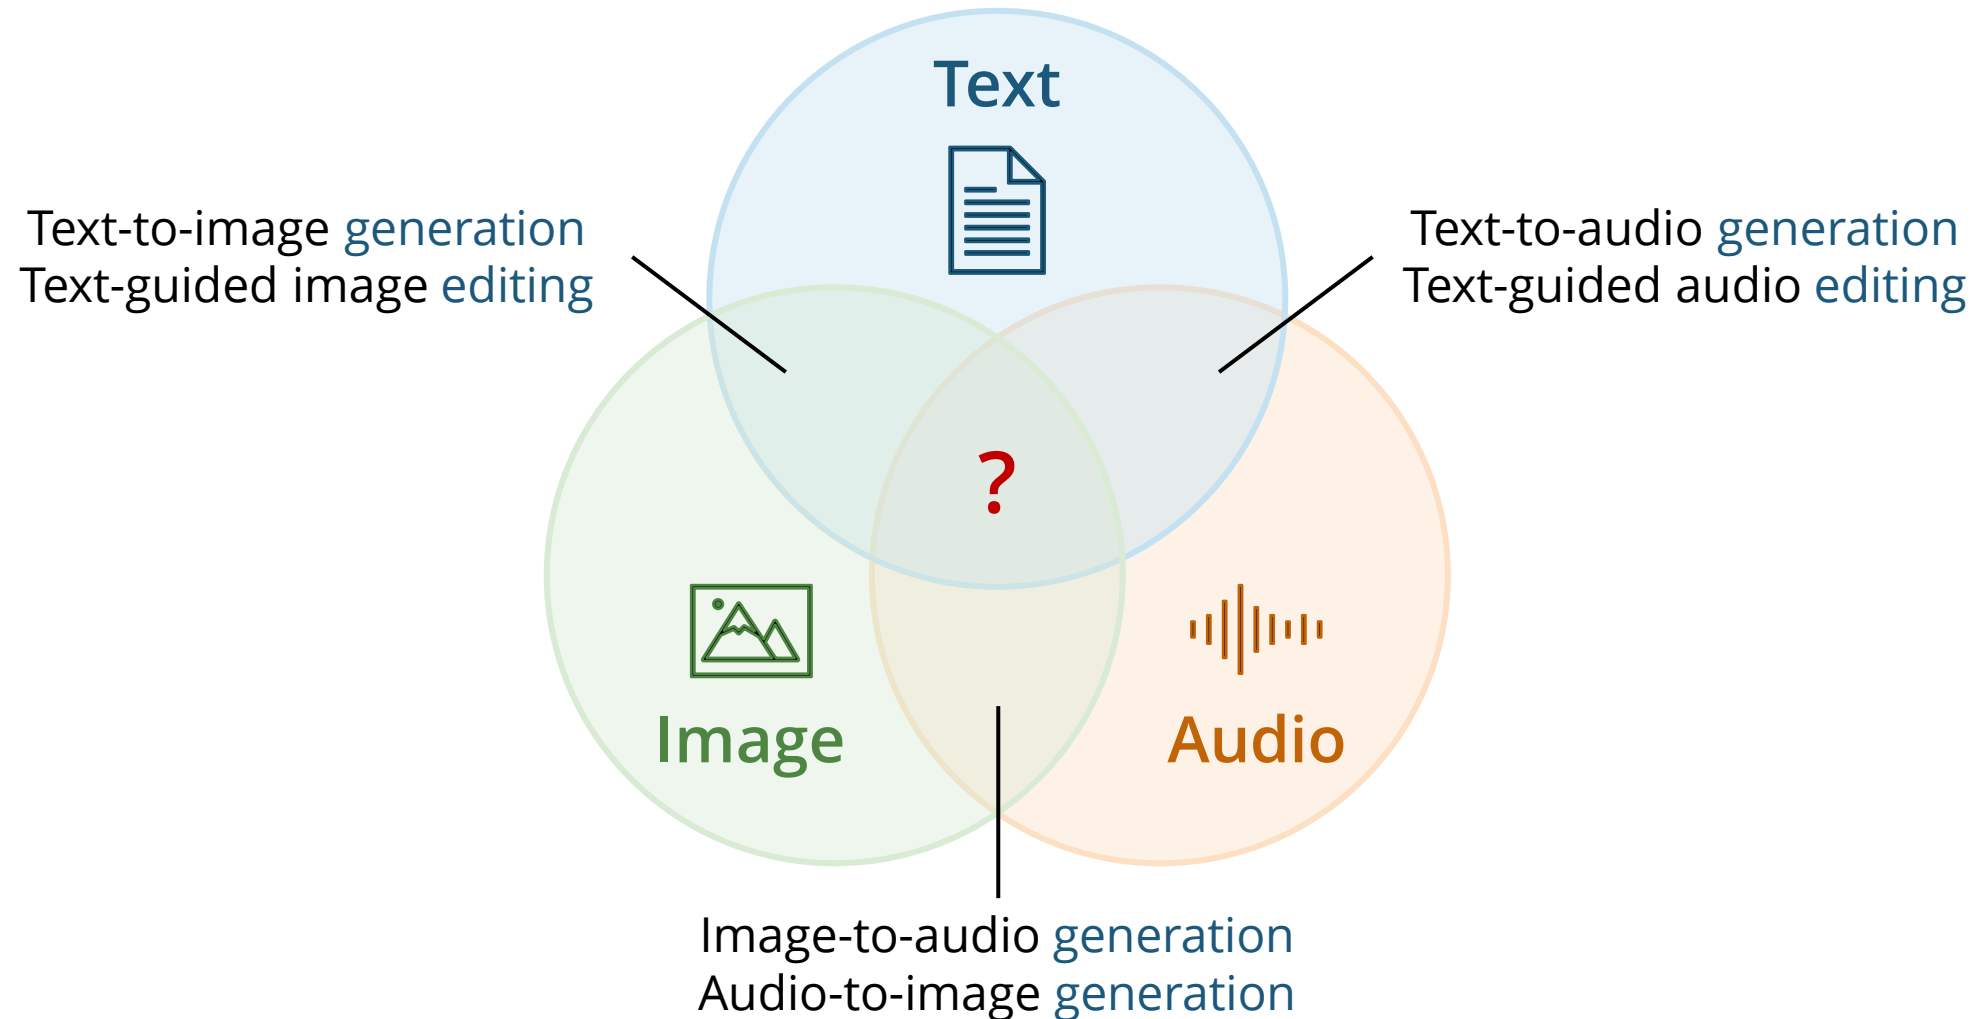 Text
Text-to-image generation
Text-guided image editing
Text-to-audio generation
Text-guided audio editing
?
Image
Audio
Image-to-audio generation
Audio-to-image generation